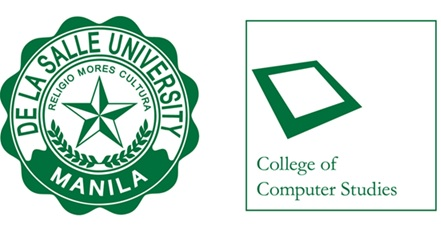 DE LA SALLE UNIVERSITY
RELIGIO MORES CULTURA
MANILA
College of
Computer Studies